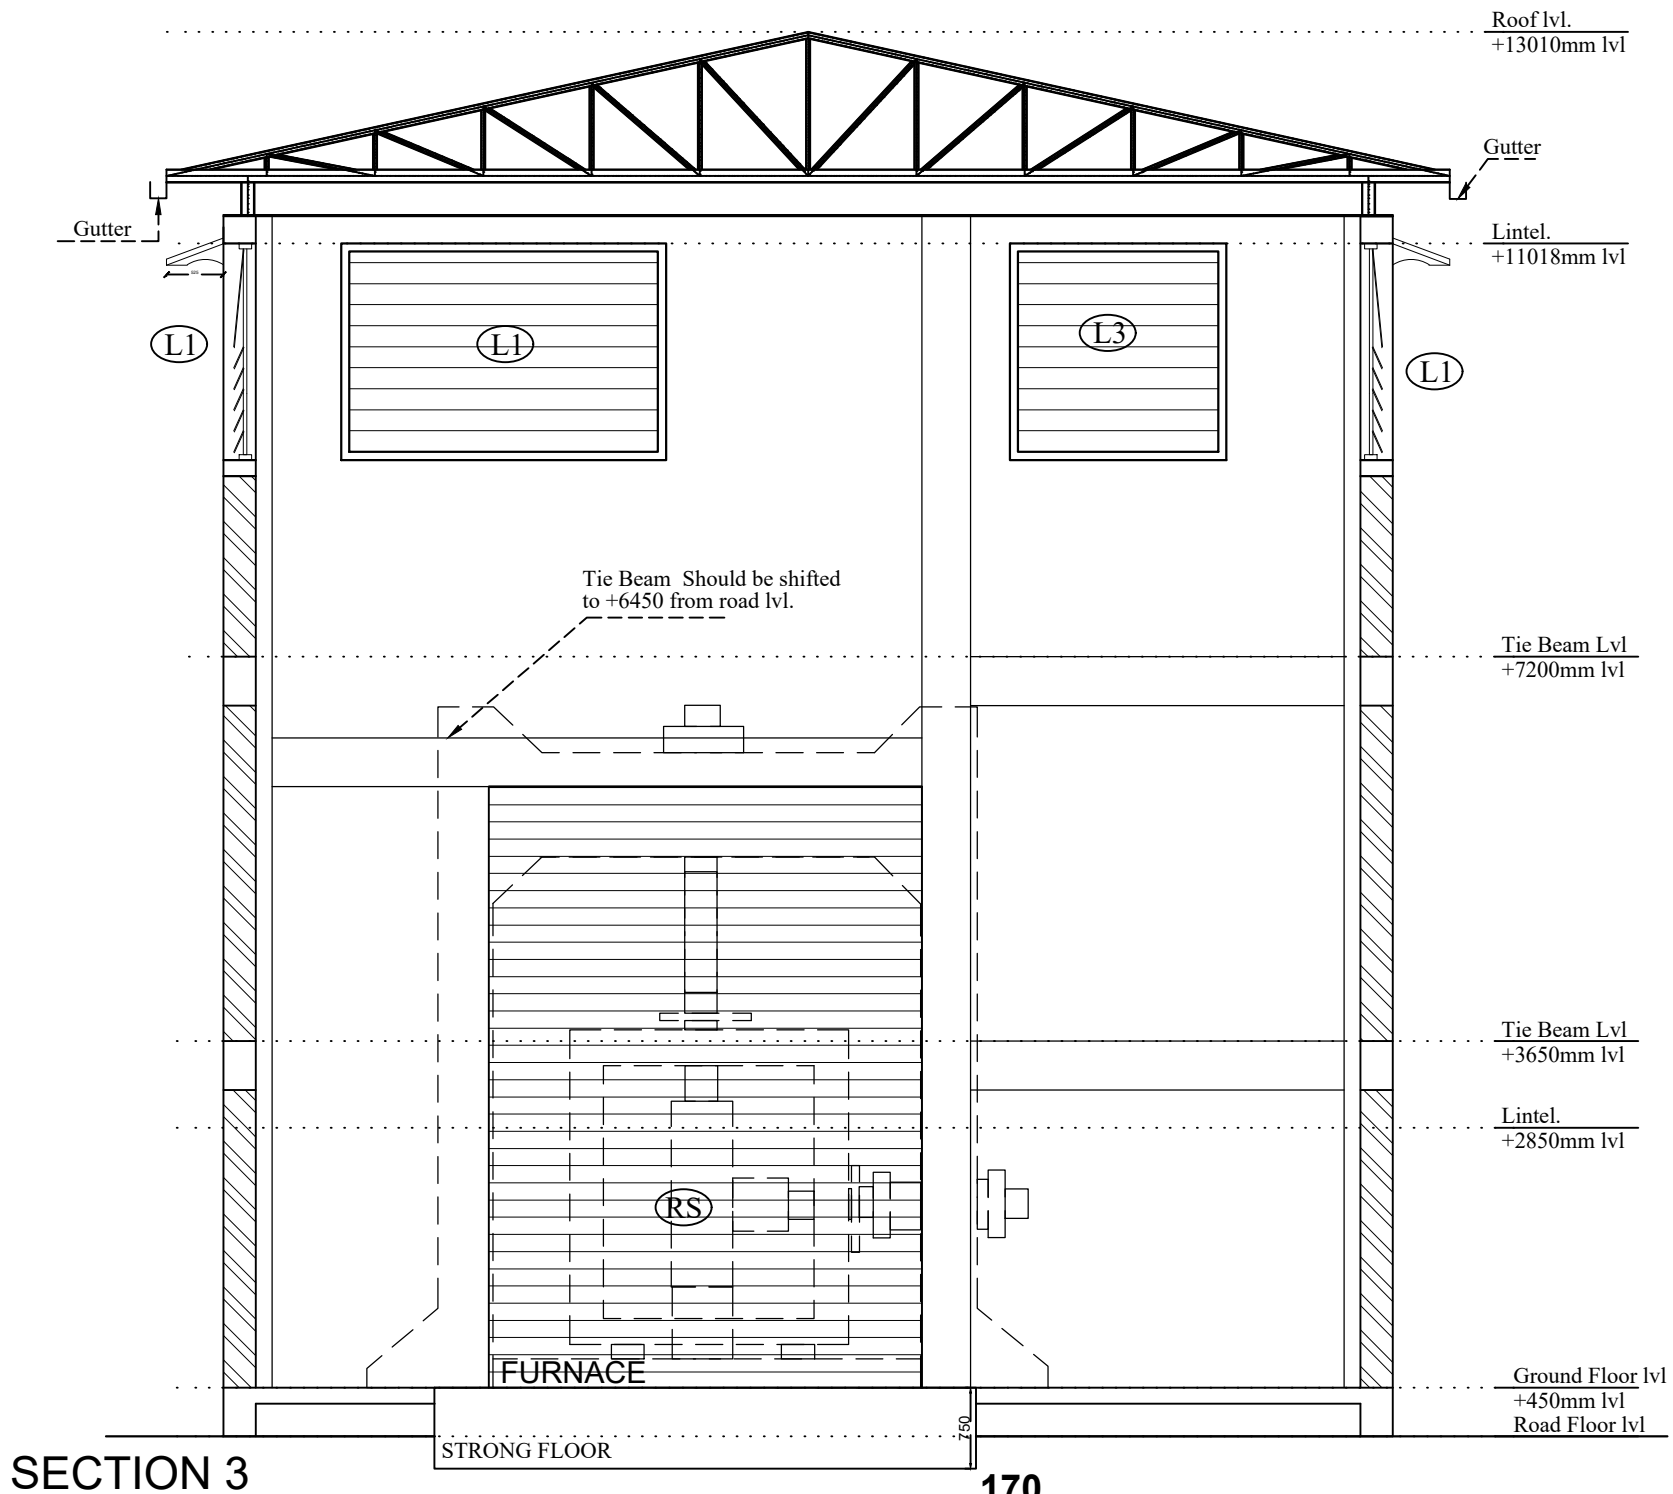 Roof lvl.
+13010mm lvl
Gutter
Gutter
Lintel.
+11018mm lvl
L1
L1
L3
L1
Tie Beam Should be shifted
to +6450 from road lvl.
Tie Beam Lvl
+7200mm lvl
Tie Beam Lvl
+3650mm lvl
Lintel.
+2850mm lvl
RS
FURNACE
Ground Floor lvl
+450mm lvl
Road Floor lvl
750
STRONG FLOOR
SECTION 3
170